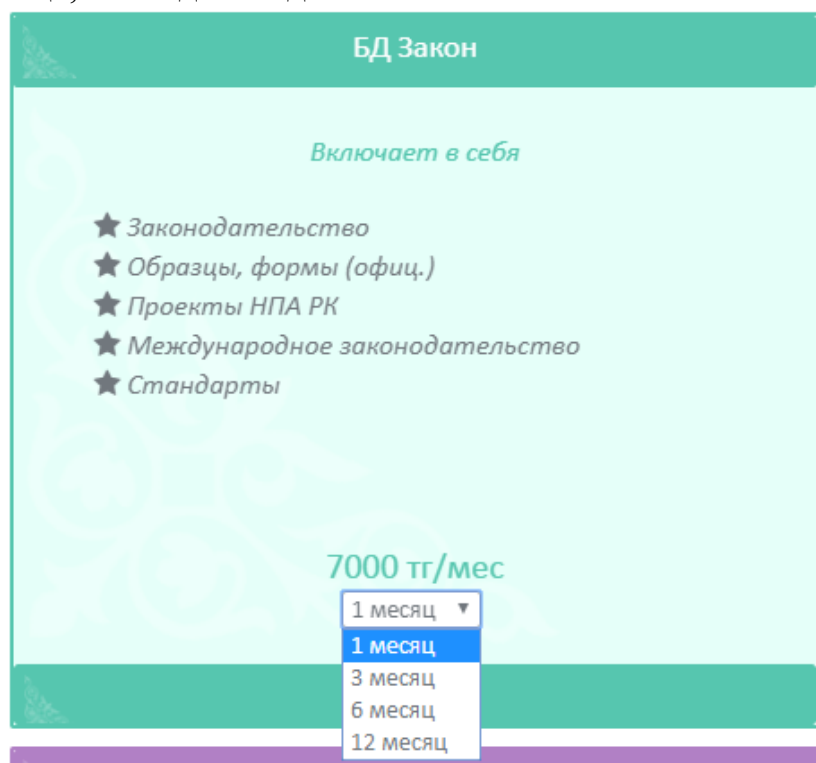 БД Закон
Включает в себя
Законодательство
Образцы, формы (офиц.)
Проекты НПА РК
Международное законодательство
Стандарты
7000 тг/мес
1 месяц
1 месяц
3 месяц
6 месяц
12 месяц